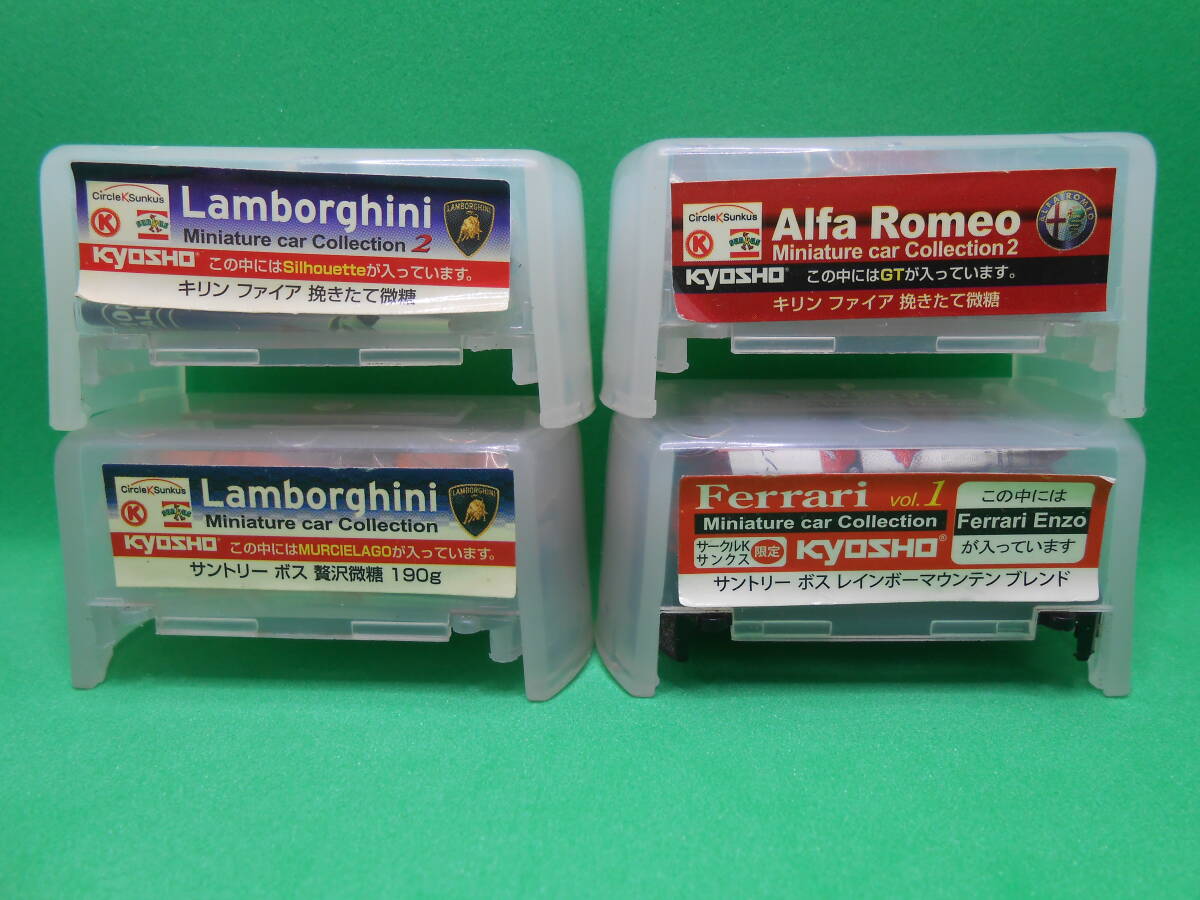 CircleKSunkus
K
Lamborghini
Miniature car Collection 2
KYOSHO この中にはSilhouetteが入っています。
キリン ファイア 挽きたて微糖
CircleKSunkus
K
Alfa Romeo
Miniature car Collection 2
ALFA ROMEO
KYOSHO この中にはGTが入っています。
キリン ファイア 挽きたて微糖
CircleKSunkus
K
Lamborghini
LAMBORGHINI
Miniature car Collection
KYOSHO この中にはMURCIELAGOが入っています。
サントリー ボス 贅沢微糖 190g
Ferrari vol.1
Miniature car Collection
サークルK サンクス 限定 KYOSHO
この中には
Ferrari Enzo
が入っています
サントリー ボス レインボーマウンテン ブレンド